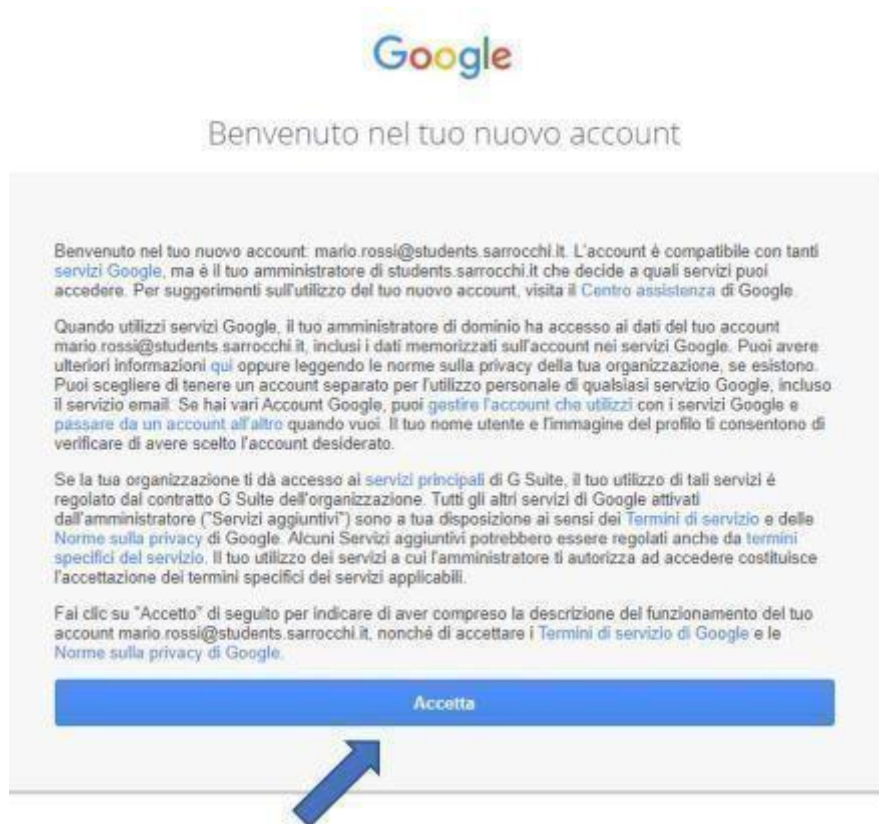 Google
Benvenuto nel tuo nuovo account
Benvenuto nel tuo nuovo account: mario.rossi@students.sarrocchi.it. L'account è compatibile con tanti
servizi Google, ma è il tuo amministratore di students.sarrocchi.it che decide a quali servizi puoi
accedere. Per suggerimenti sull'utilizzo del tuo nuovo account, visita il Centro assistenza di Google.
Quando utilizzi servizi Google, il tuo amministratore di dominio ha accesso ai dati del tuo account
mario.rossi@students.sarrocchi.it, inclusi i dati memorizzati sull'account nei servizi Google. Puoi avere
ulteriori informazioni qui oppure leggendo le norme sulla privacy della tua organizzazione, se esistono.
Puoi scegliere di tenere un account separato per l'utilizzo personale di qualsiasi servizio Google, incluso
il servizio email. Se hai vari Account Google, puoi gestire l'account che utilizzi con i servizi Google e
passare da un account all'altro quando vuoi. Il tuo nome utente e l'immagine del profilo ti consentono di
verificare di avere scelto l'account desiderato.
Se la tua organizzazione ti dà accesso ai servizi principali di G Suite, il tuo utilizzo di tali servizi è
regolato dal contratto G Suite dell'organizzazione. Tutti gli altri servizi di Google attivati
dall'amministratore ("Servizi aggiuntivi") sono a tua disposizione ai sensi dei Termini di servizio e delle
Norme sulla privacy di Google. Alcuni Servizi aggiuntivi potrebbero essere regolati anche da termini
specifici del servizio. Il tuo utilizzo dei servizi a cui l'amministratore ti autorizza ad accedere costituisce
l'accettazione dei termini specifici dei servizi applicabili.
Fai clic su "Accetto" di seguito per indicare di aver compreso la descrizione del funzionamento del tuo
account mario.rossi@students.sarrocchi.it, nonché di accettare i Termini di servizio di Google e le
Norme sulla privacy di Google.
Accetta